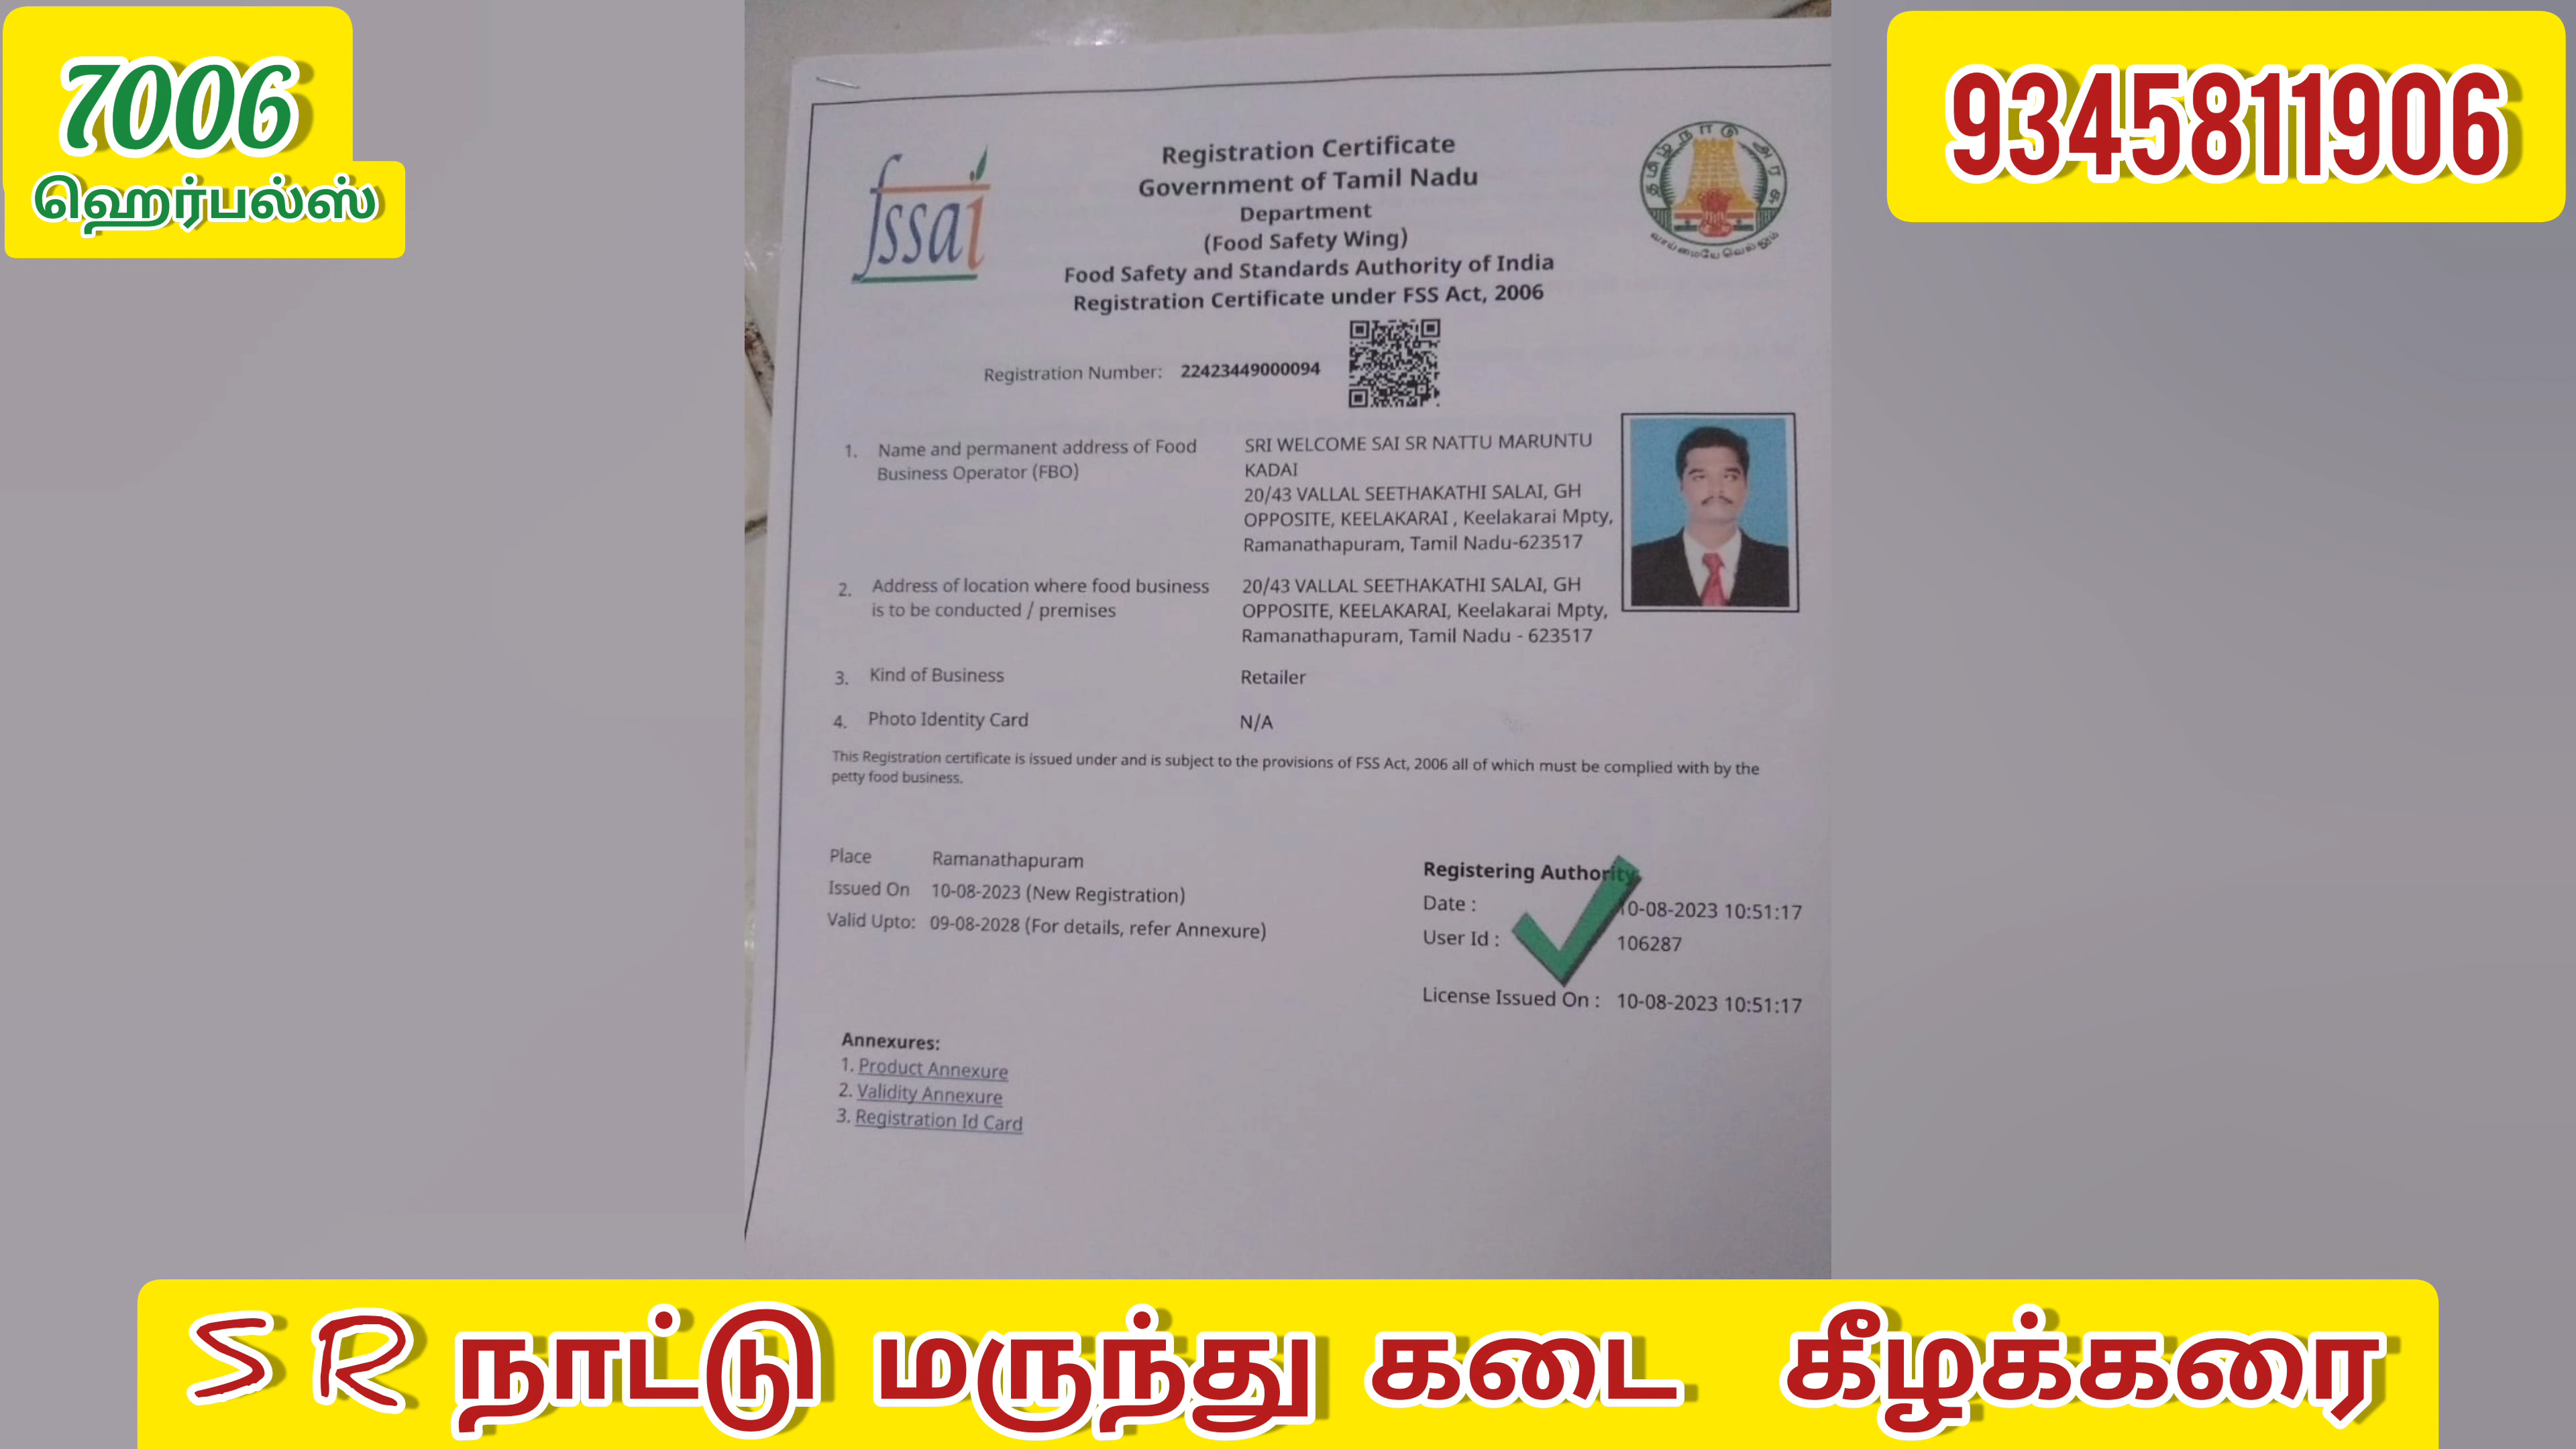 7006
ஹெர்பல்ஸ்
9345811906
fssai
தமிழ்நாடு அரசு
வாய்மையே வெல்லும்
Registration Certificate
Government of Tamil Nadu
Department
(Food Safety Wing)
Food Safety and Standards Authority of India
Registration Certificate under FSS Act, 2006
Registration Number: 22423449000094
1. Name and permanent address of Food
Business Operator (FBO)
SRI WELCOME SAI SR NATTU MARUNTU
KADAI
20/43 VALLAL SEETHAKATHI SALAI, GH
OPPOSITE, KEELAKARAI , Keelakarai Mpty,
Ramanathapuram, Tamil Nadu-623517
2. Address of location where food business
is to be conducted / premises
20/43 VALLAL SEETHAKATHI SALAI, GH
OPPOSITE, KEELAKARAI, Keelakarai Mpty,
Ramanathapuram, Tamil Nadu - 623517
3. Kind of Business Retailer
4. Photo Identity Card N/A
This Registration certificate is issued under and is subject to the provisions of FSS Act, 2006 all of which must be complied with by the
petty food business.
Place Ramanathapuram
Issued On 10-08-2023 (New Registration)
Valid Upto: 09-08-2028 (For details, refer Annexure)
Registering Authority
Date : 10-08-2023 10:51:17
User Id : 106287
License Issued On : 10-08-2023 10:51:17
Annexures:
1. Product Annexure
2. Validity Annexure
3. Registration Id Card
S R நாட்டு மருந்து கடை கீழக்கரை